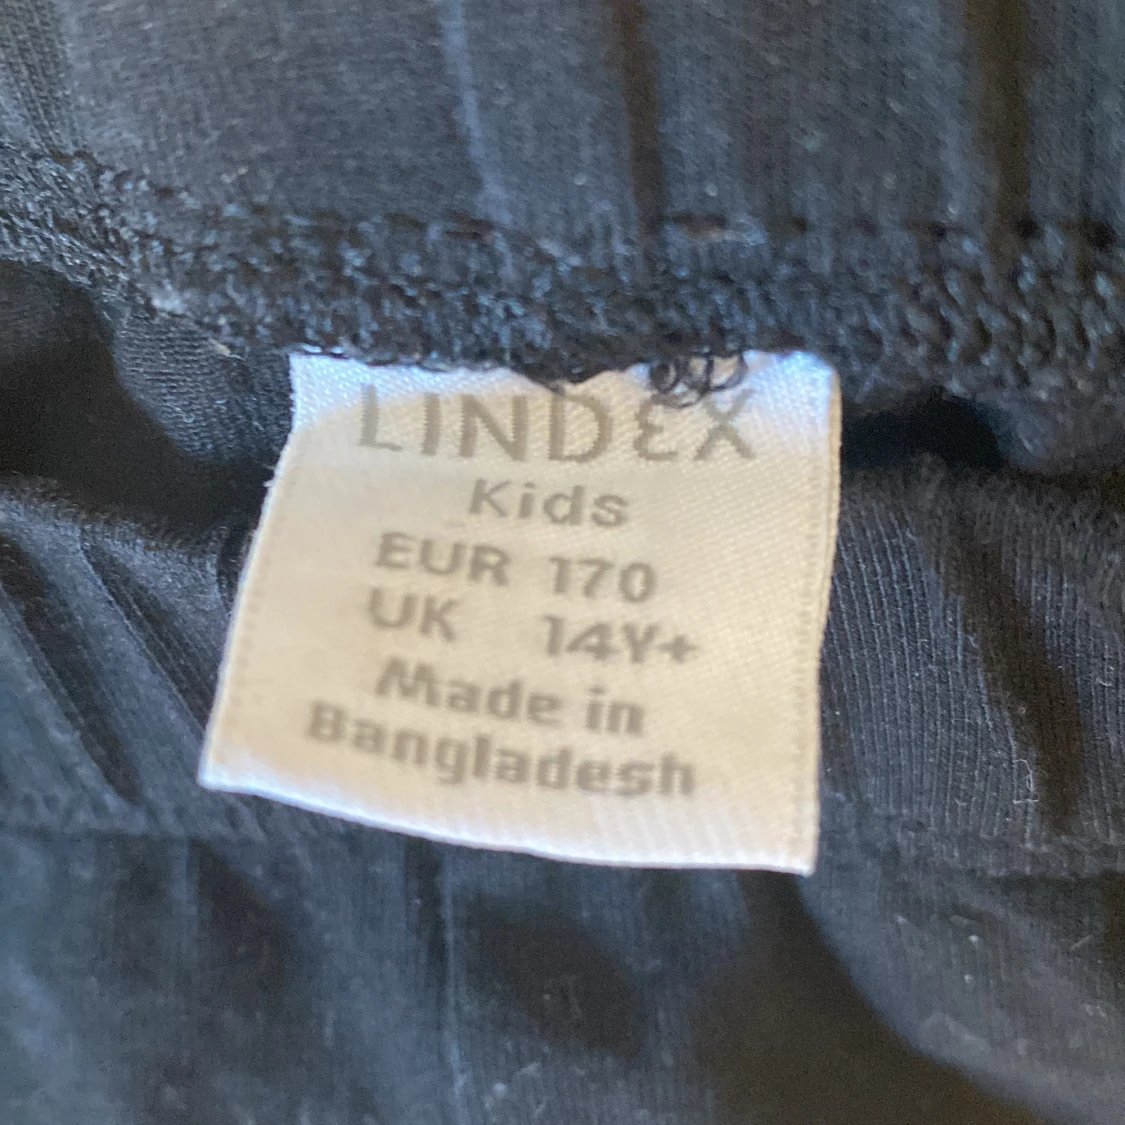 LINDEX
Kids
EUR 170
UK 14Y+
Made in
Bangladesh